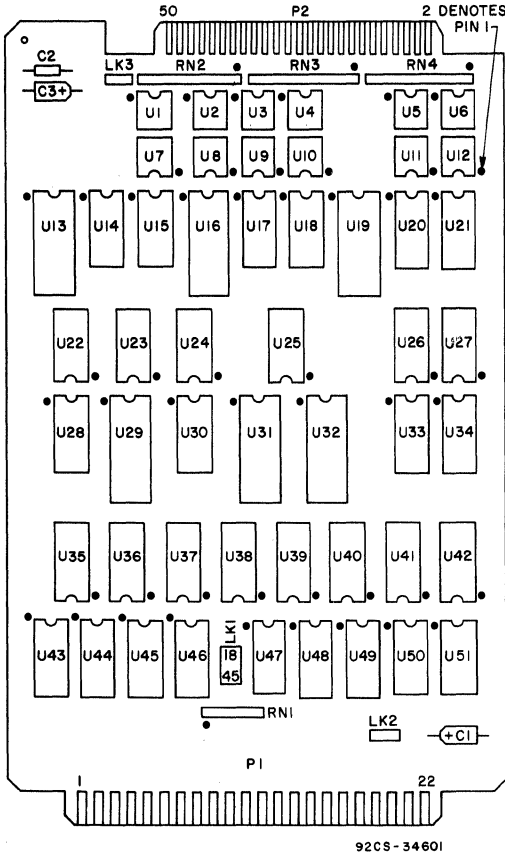 50 P2 2 DENOTES
PIN 1
C2
LK3 RN2 RN3 RN4
C3+
U1 U2 U3 U4 U5 U6
U7 U8 U9 U10 U11 U12
U13 U14 U15 U16 U17 U18 U19 U20 U21
U22 U23 U24 U25 U26 U27
U28 U29 U30 U31 U32 U33 U34
U35 U36 U37 U38 U39 U40 U41 U42
LK1
U43 U44 U45 U46 18 U47 U48 U49 U50 U51
45
RN1
LK2
+C1
P1
1 22
92CS-34601